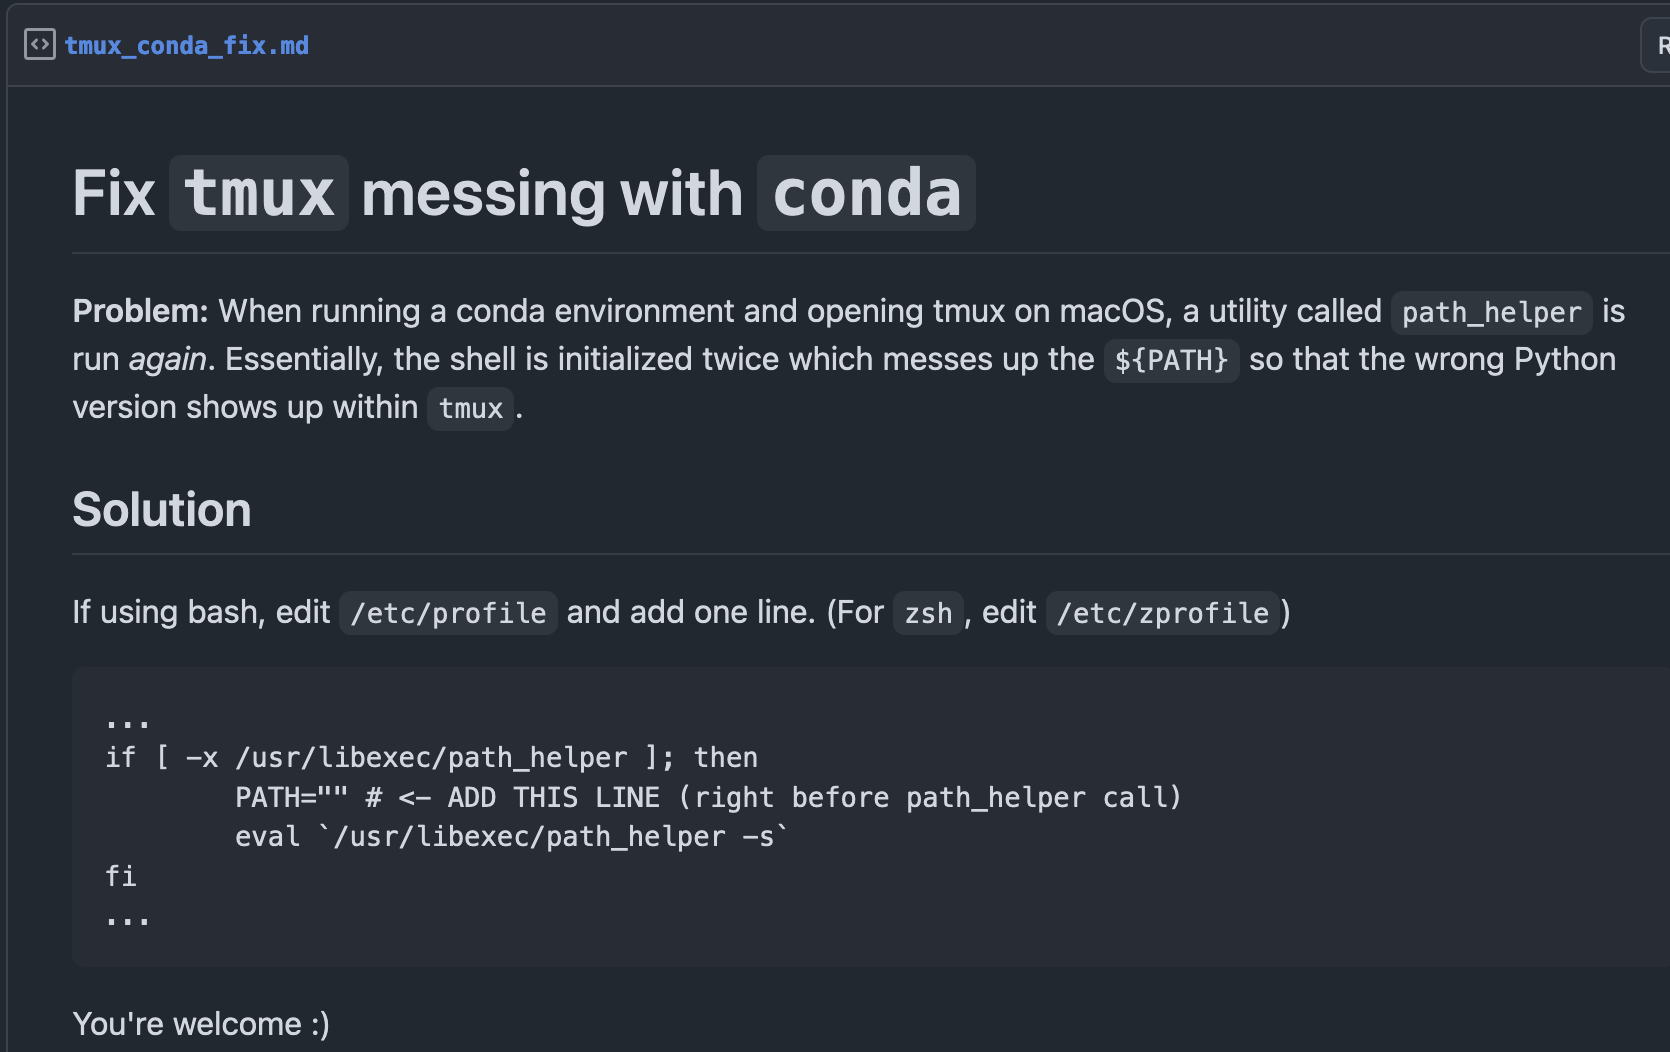 tmux_conda_fix.md
R
Fix tmux messing with conda
Problem: When running a conda environment and opening tmux on macOS, a utility called path_helper is
run again. Essentially, the shell is initialized twice which messes up the ${PATH} so that the wrong Python
version shows up within tmux.
Solution
If using bash, edit /etc/profile and add one line. (For zsh, edit /etc/zprofile)
...
if [ -x /usr/libexec/path_helper ]; then
        PATH="" # <- ADD THIS LINE (right before path_helper call)
        eval `/usr/libexec/path_helper -s`
fi
...
You're welcome :)